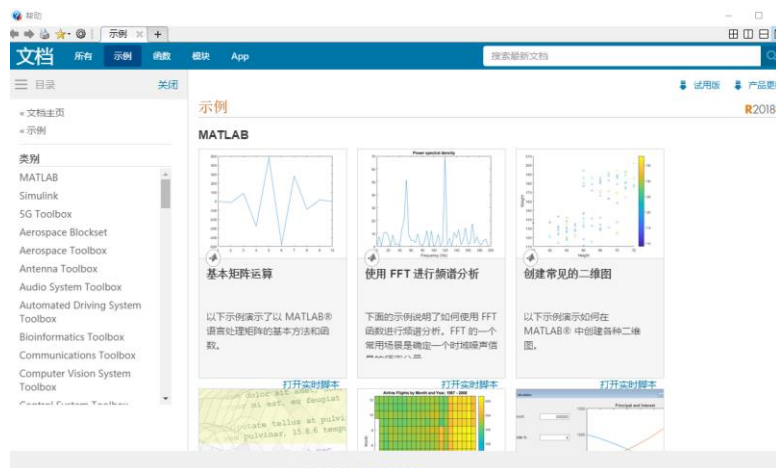 帮助
示例
文档 所有 示例 函数 模块 App 搜索最新文档
目录 关闭
试用版 产品更
« 文档主页
« 示例
类别
MATLAB
Simulink
5G Toolbox
Aerospace Blockset
Aerospace Toolbox
Antenna Toolbox
Audio System Toolbox
Automated Driving System
Toolbox
Bioinformatics Toolbox
Communications Toolbox
Computer Vision System
Toolbox
示例
R2018
MATLAB
基本矩阵运算
以下示例演示了以 MATLAB®
语言处理矩阵的基本方法和函
数。
打开实时脚本
Power spectral density
Frequency (Hz)
使用 FFT 进行频谱分析
下面的示例说明了如何使用 FFT
函数进行频谱分析。FFT 的一个
常用场景是确定一个时域噪声信
打开实时脚本
Weight
Height
创建常见的二维图
以下示例演示如何在
MATLAB® 中创建各种二维
图。
打开实时脚本
Airline Flights by Month and Year, 1987 - 2008
Month
Principal and Interest